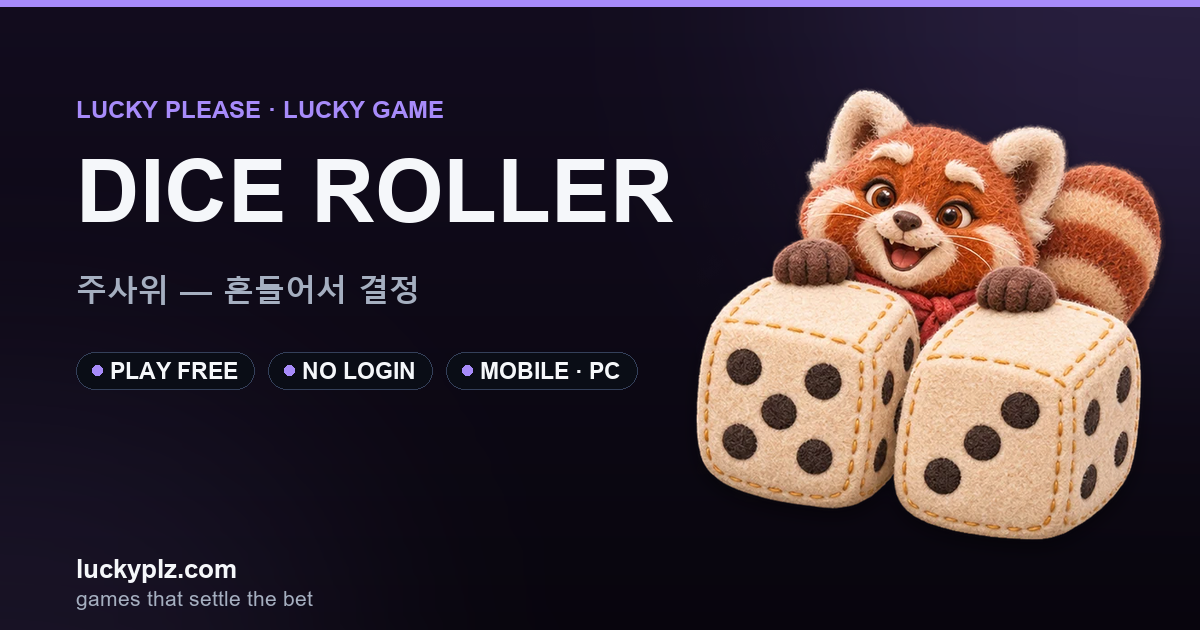 LUCKY PLEASE · LUCKY GAME
DICE ROLLER
주사위 — 흔들어서 결정
PLAY FREE
NO LOGIN
MOBILE · PC
luckyplz.com
games that settle the bet